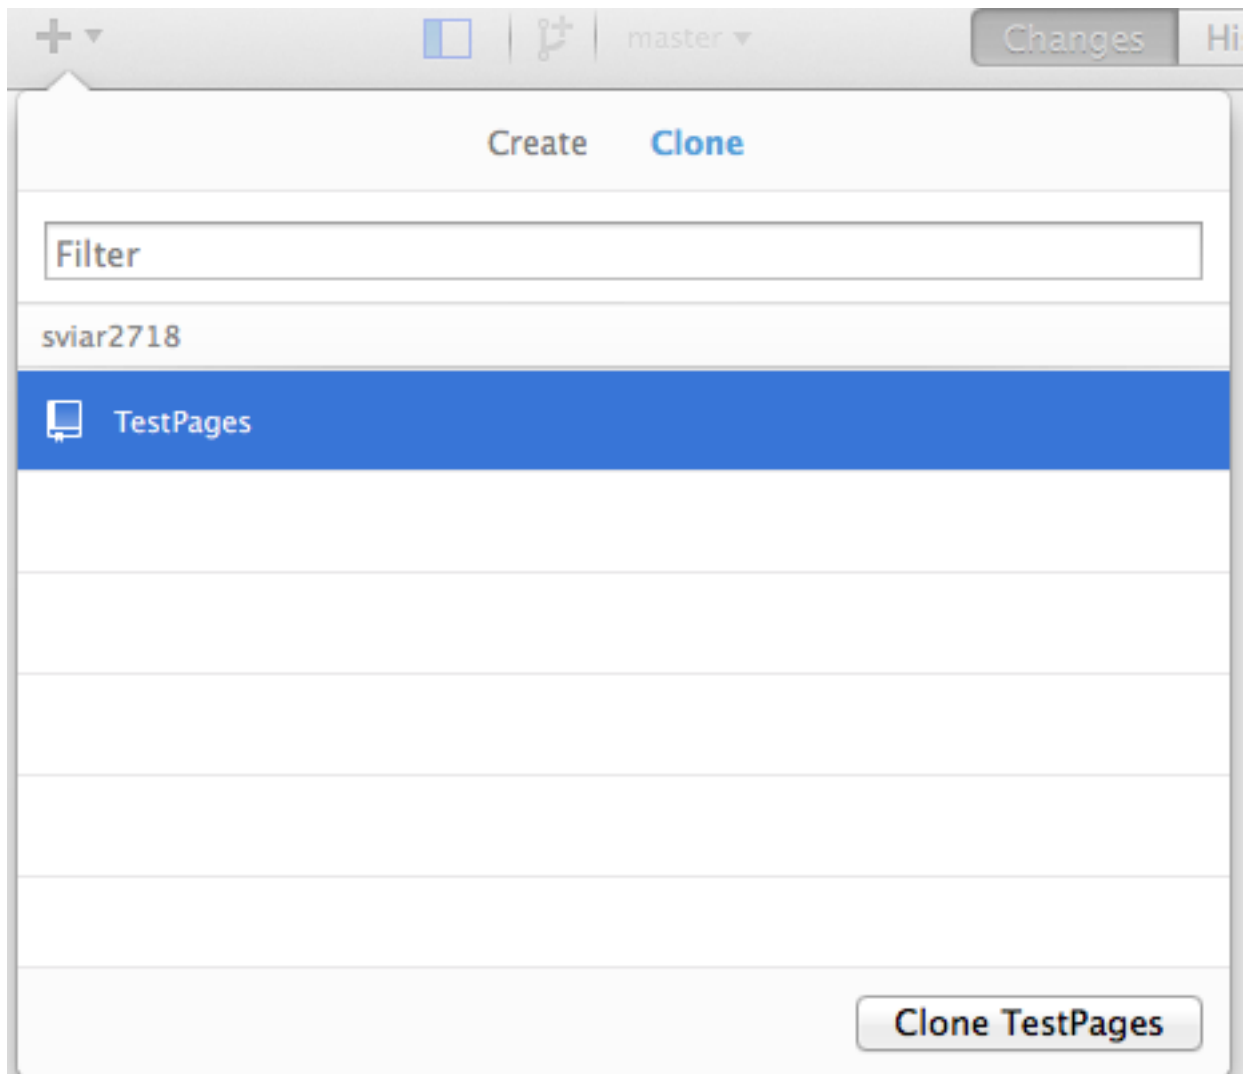 master Changes
Create Clone
Filter
sviar2718
TestPages
Clone TestPages